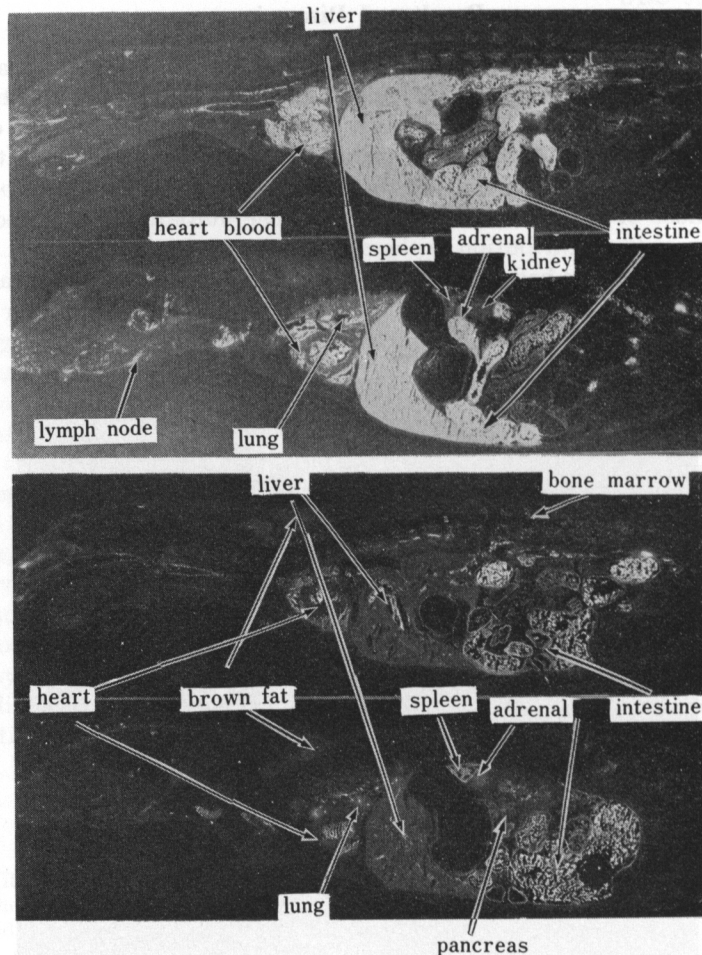 liver
heart blood
spleen
adrenal
kidney
intestine
lymph node
lung
liver
bone marrow
heart
brown fat
spleen
adrenal
intestine
lung
pancreas